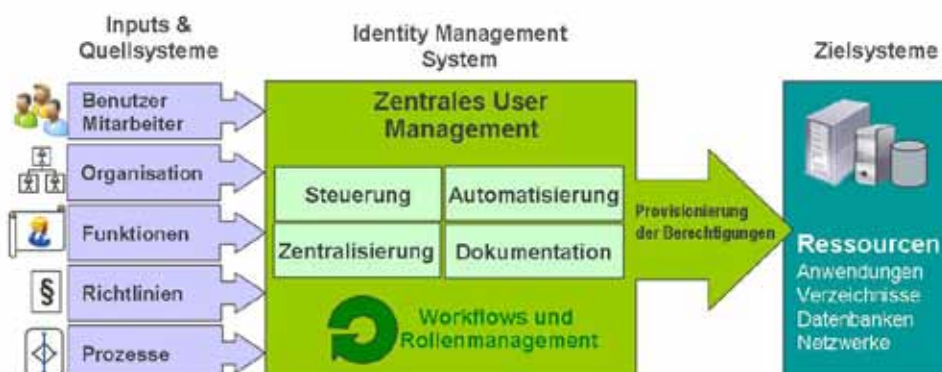 Inputs &
Quellsysteme
Benutzer
Mitarbeiter
Organisation
Funktionen
§
Richtlinien
Prozesse
Identity Management
System
Zentrales User
Management
Steuerung
Automatisierung
Zentralisierung
Dokumentation
Workflows und
Rollenmanagement
Provisionierung
der Berechtigungen
Zielsysteme
Ressourcen
Anwendungen
Verzeichnisse
Datenbanken
Netzwerke